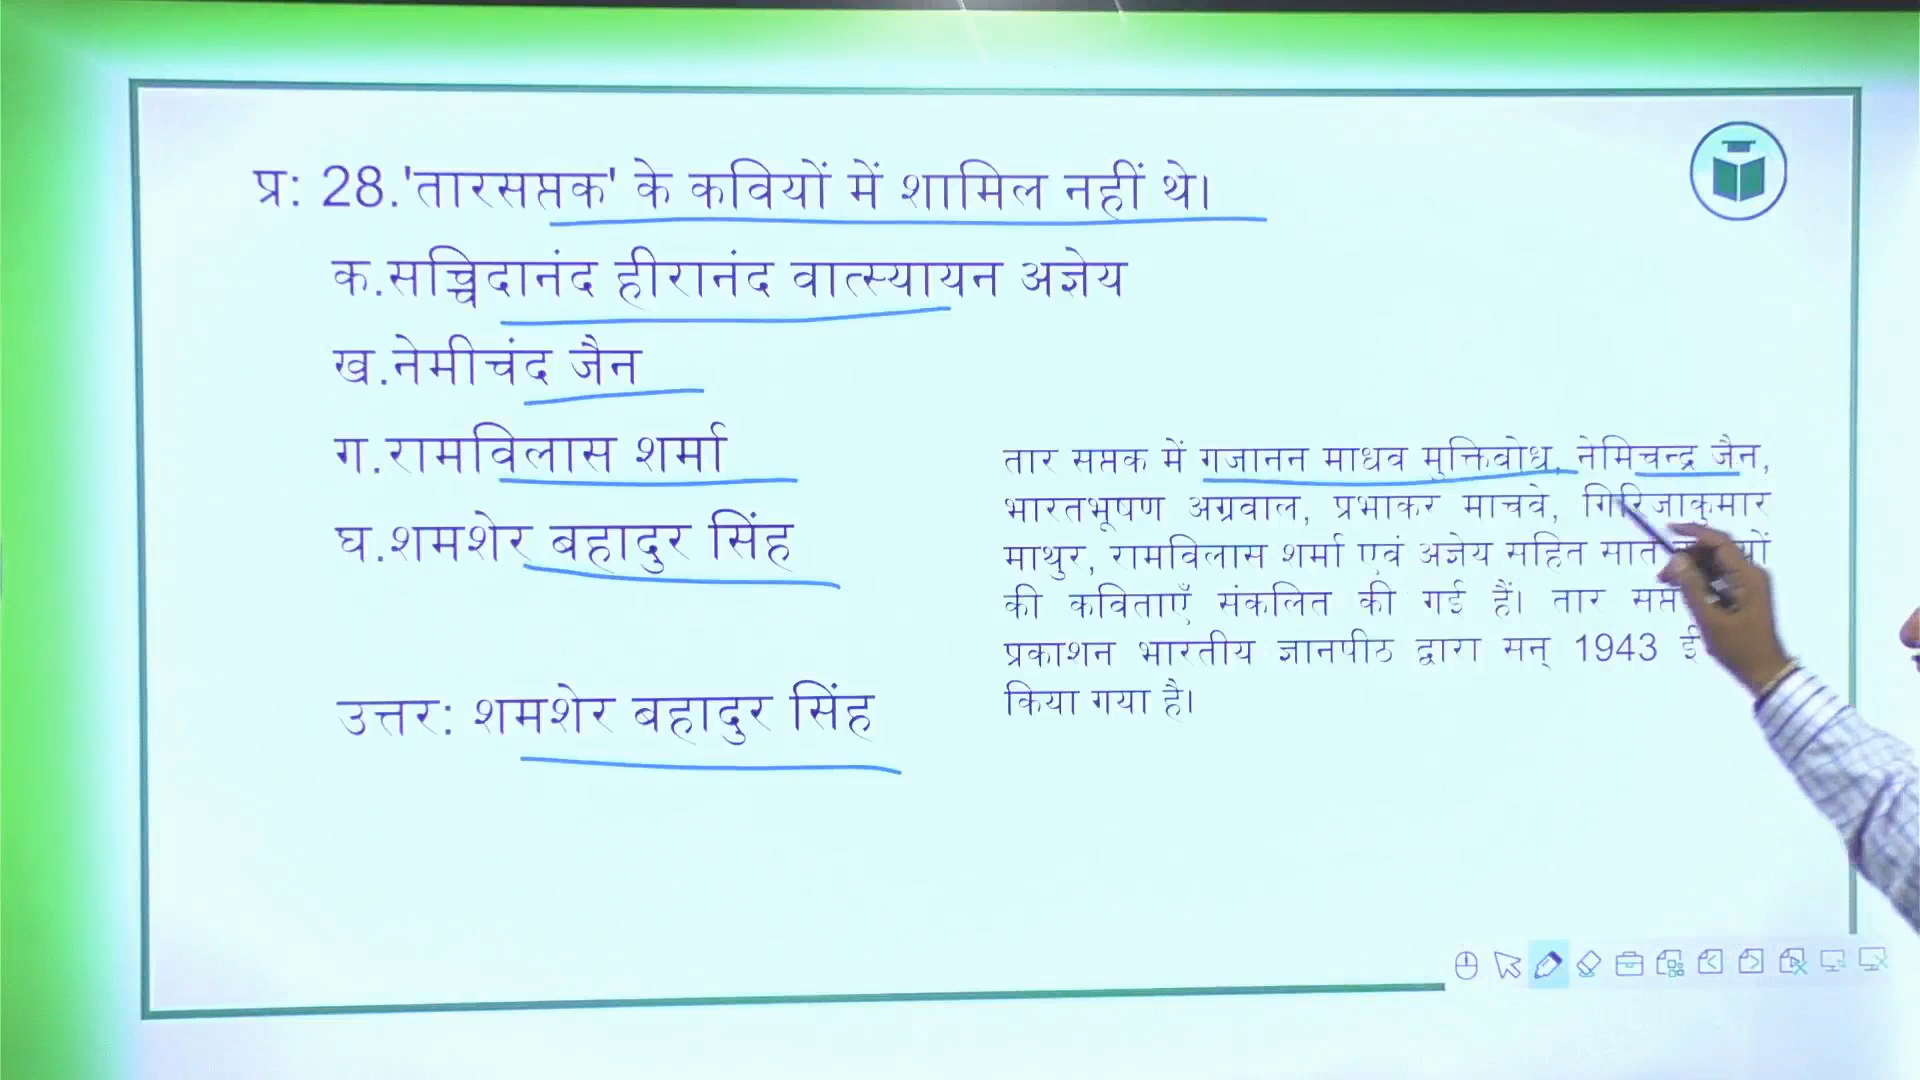 प्र: 28.'तारसप्तक' के कवियों में शामिल नहीं थे।
क.सच्चिदानंद हीरानंद वात्स्यायन अज्ञेय
ख.नेमीचंद जैन
ग.रामविलास शर्मा
घ.शमशेर बहादुर सिंह
उत्तर: शमशेर बहादुर सिंह
तार सप्तक में गजानन माधव मुक्तिबोध, नेमिचन्द्र जैन,
भारतभूषण अग्रवाल, प्रभाकर माचवे, गिरिजाकुमार
माथुर, रामविलास शर्मा एवं अज्ञेय सहित सात
की कविताएँ संकलित की गई हैं। तार
प्रकाशन भारतीय ज्ञानपीठ द्वारा सन् 1943
किया गया है।